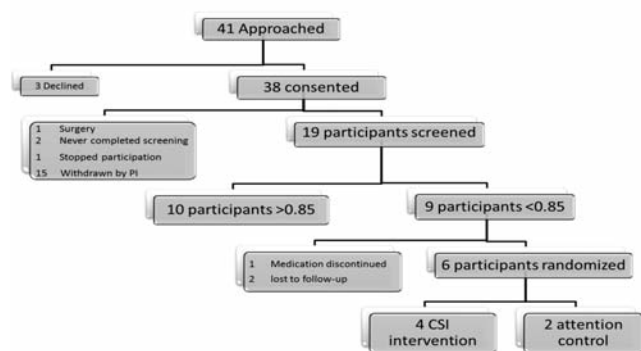 41 Approached
3 Declined
38 consented
1 Surgery
2 Never completed screening
1 Stopped participation
15 Withdrawn by PI
19 participants screened
10 participants >0.85
9 participants <0.85
1 Medication discontinued
2 lost to follow-up
6 participants randomized
4 CSI
intervention
2 attention
control